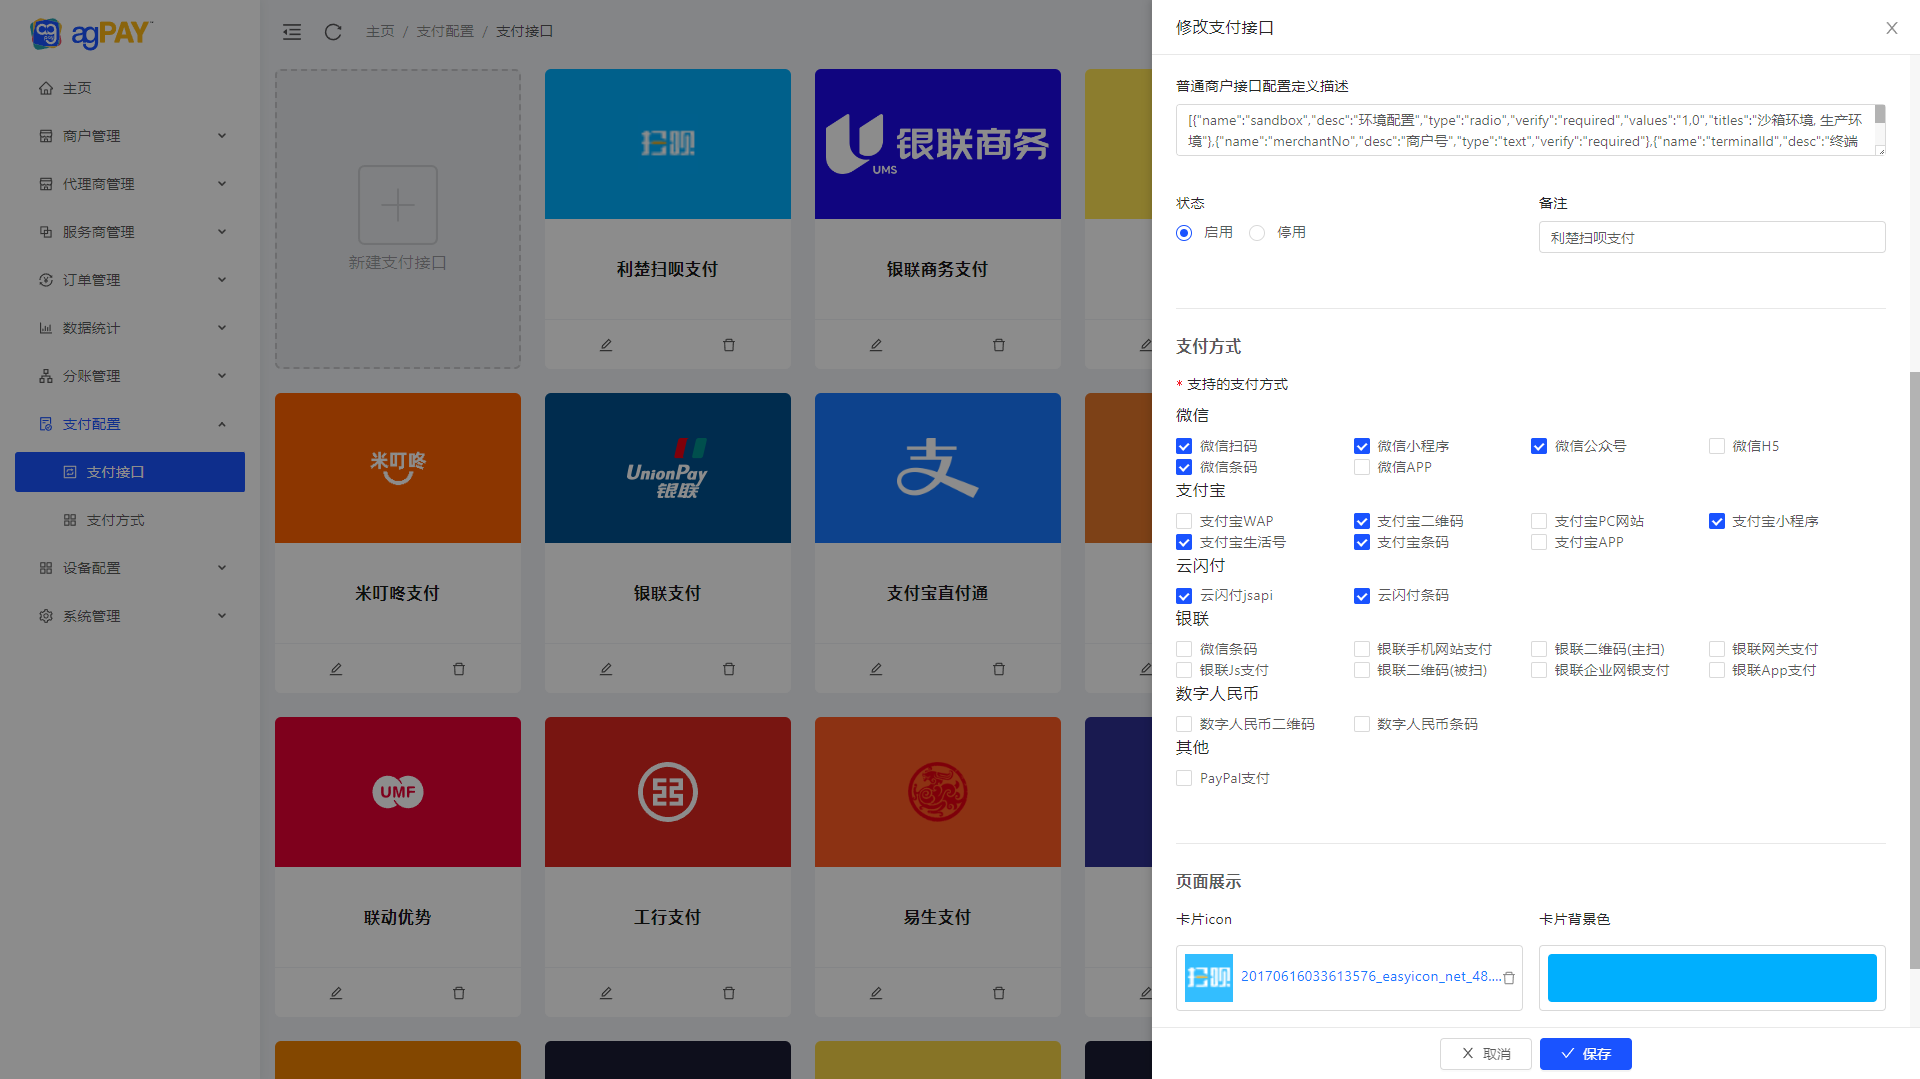 agPAY
主页
商户管理
代理商管理
服务商管理
订单管理
数据统计
分账管理
支付配置
支付接口
支付方式
设备配置
系统管理
主页 / 支付配置 / 支付接口
新建支付接口
扫呗
利楚扫呗支付
银联商务
UMS
银联商务支付
米叮咚
米叮咚支付
UnionPay
银联
银联支付
支
支付宝直付通
UMF
联动优势
工行支付
易生支付
修改支付接口
普通商户接口配置定义描述
[{"name":"sandbox","desc":"环境配置","type":"radio","verify":"required","values":"1,0","titles":"沙箱环境, 生产环
境"},{"name":"merchantNo","desc":"商户号","type":"text","verify":"required"},{"name":"terminalId","desc":"终端
状态
启用 停用
备注
利楚扫呗支付
支付方式
* 支持的支付方式
微信
微信扫码 微信小程序 微信公众号 微信H5
微信条码 微信APP
支付宝
支付宝WAP 支付宝二维码 支付宝PC网站 支付宝小程序
支付宝生活号 支付宝条码 支付宝APP
云闪付
云闪付jsapi 云闪付条码
银联
微信条码 银联手机网站支付 银联二维码(主扫) 银联网关支付
银联Js支付 银联二维码(被扫) 银联企业网银支付 银联App支付
数字人民币
数字人民币二维码 数字人民币条码
其他
PayPal支付
页面展示
卡片icon
扫呗
20170616033613576_easyicon_net_48....
卡片背景色
取消 保存